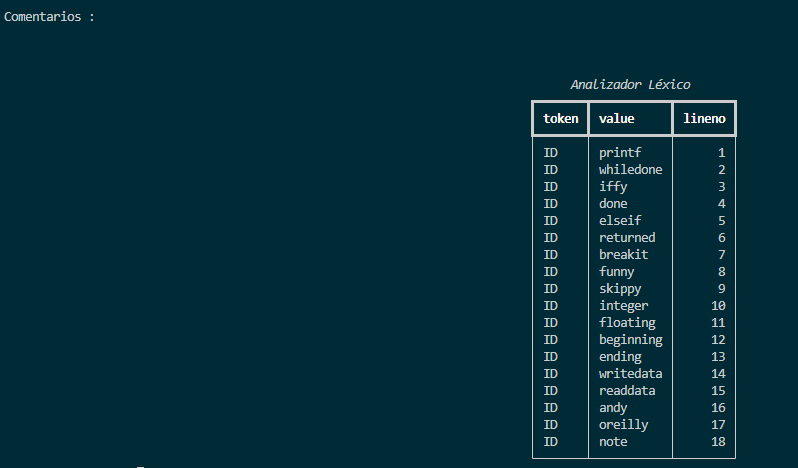 Comentarios :
Analizador Léxico
token value lineno
ID printf 1
ID whiledone 2
ID iffy 3
ID done 4
ID elseif 5
ID returned 6
ID breakit 7
ID funny 8
ID skippy 9
ID integer 10
ID floating 11
ID beginning 12
ID ending 13
ID writedata 14
ID readdata 15
ID andy 16
ID oreilly 17
ID note 18